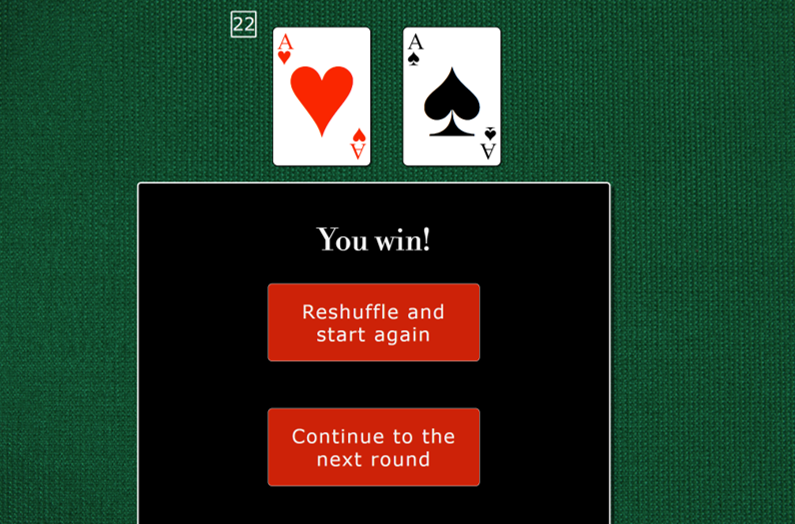 22
A
A
A
A
You win!
Reshuffle and
start again
Continue to the
next round